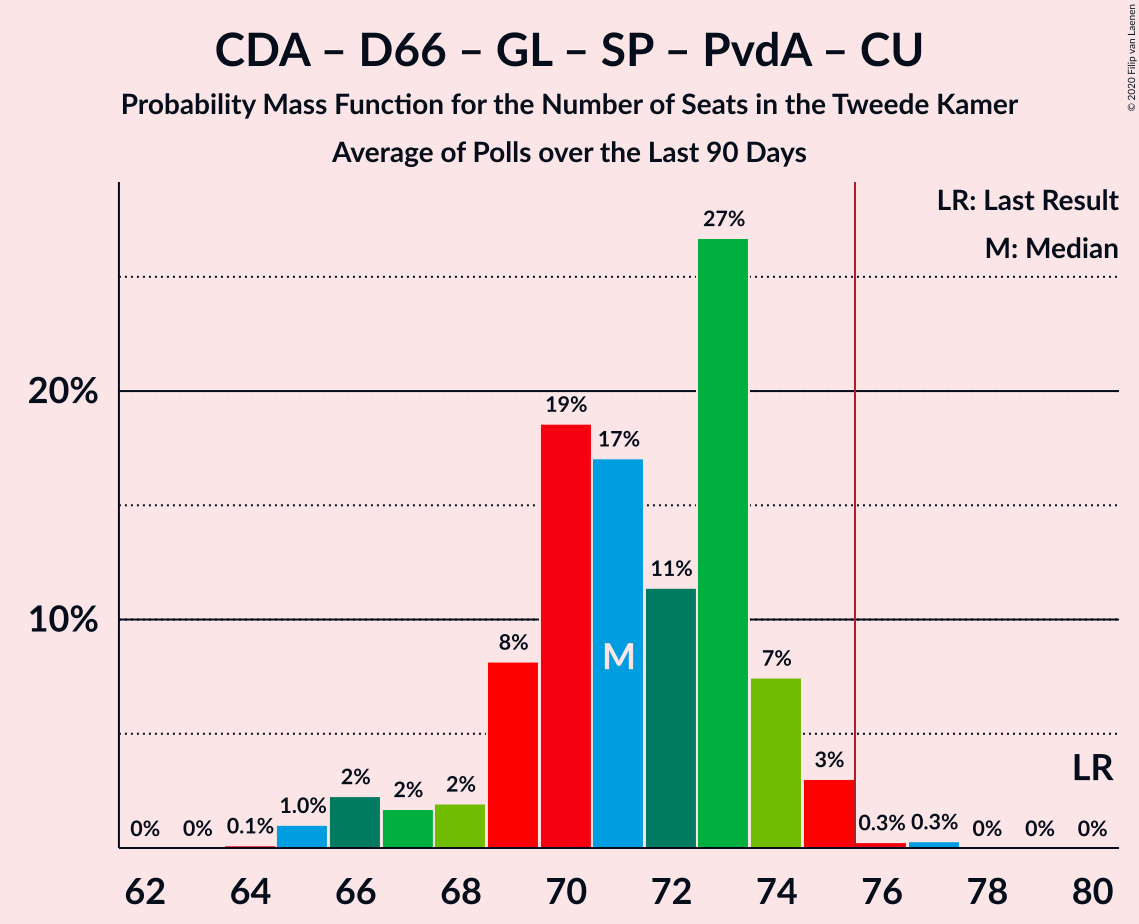 © 2020 Filip van Laenen
CDA – D66 – GL – SP – PvdA – CU
Probability Mass Function for the Number of Seats in the Tweede Kamer
Average of Polls over the Last 90 Days
LR: Last Result
M: Median
20%
10%
0% 0% 0.1% 1.0% 2% 2% 2% 8% 19% 17% 11% 27% 7% 3% 0.3% 0.3% 0% 0% 0%
M
LR
62 64 66 68 70 72 74 76 78 80